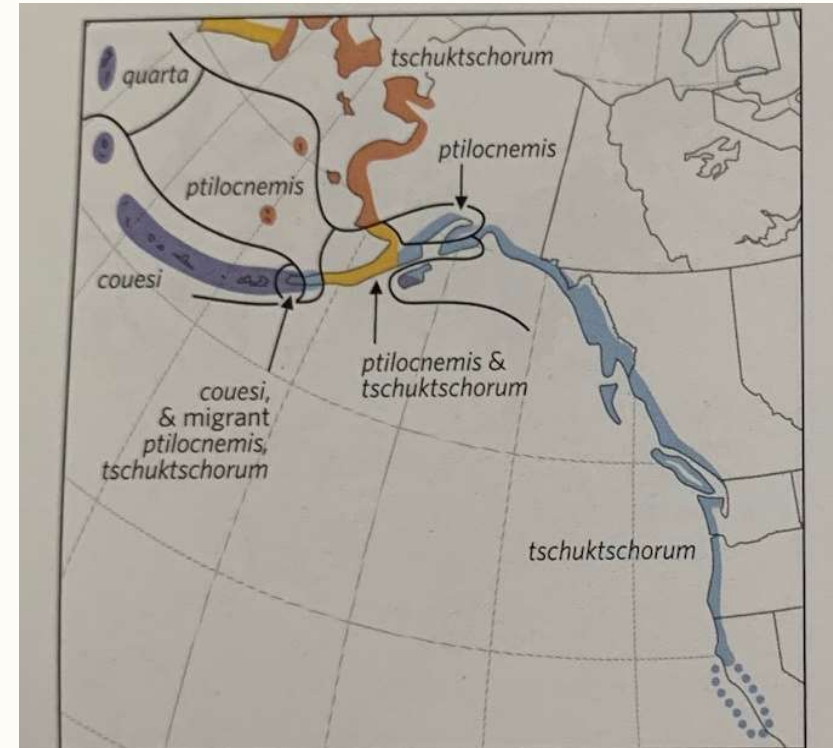 tschuktschorum
quarta
ptilocnemis
ptilocnemis
couesi
ptilocnemis &
tschuktschorum
couesi,
& migrant
ptilocnemis,
tschuktschorum
tschuktschorum